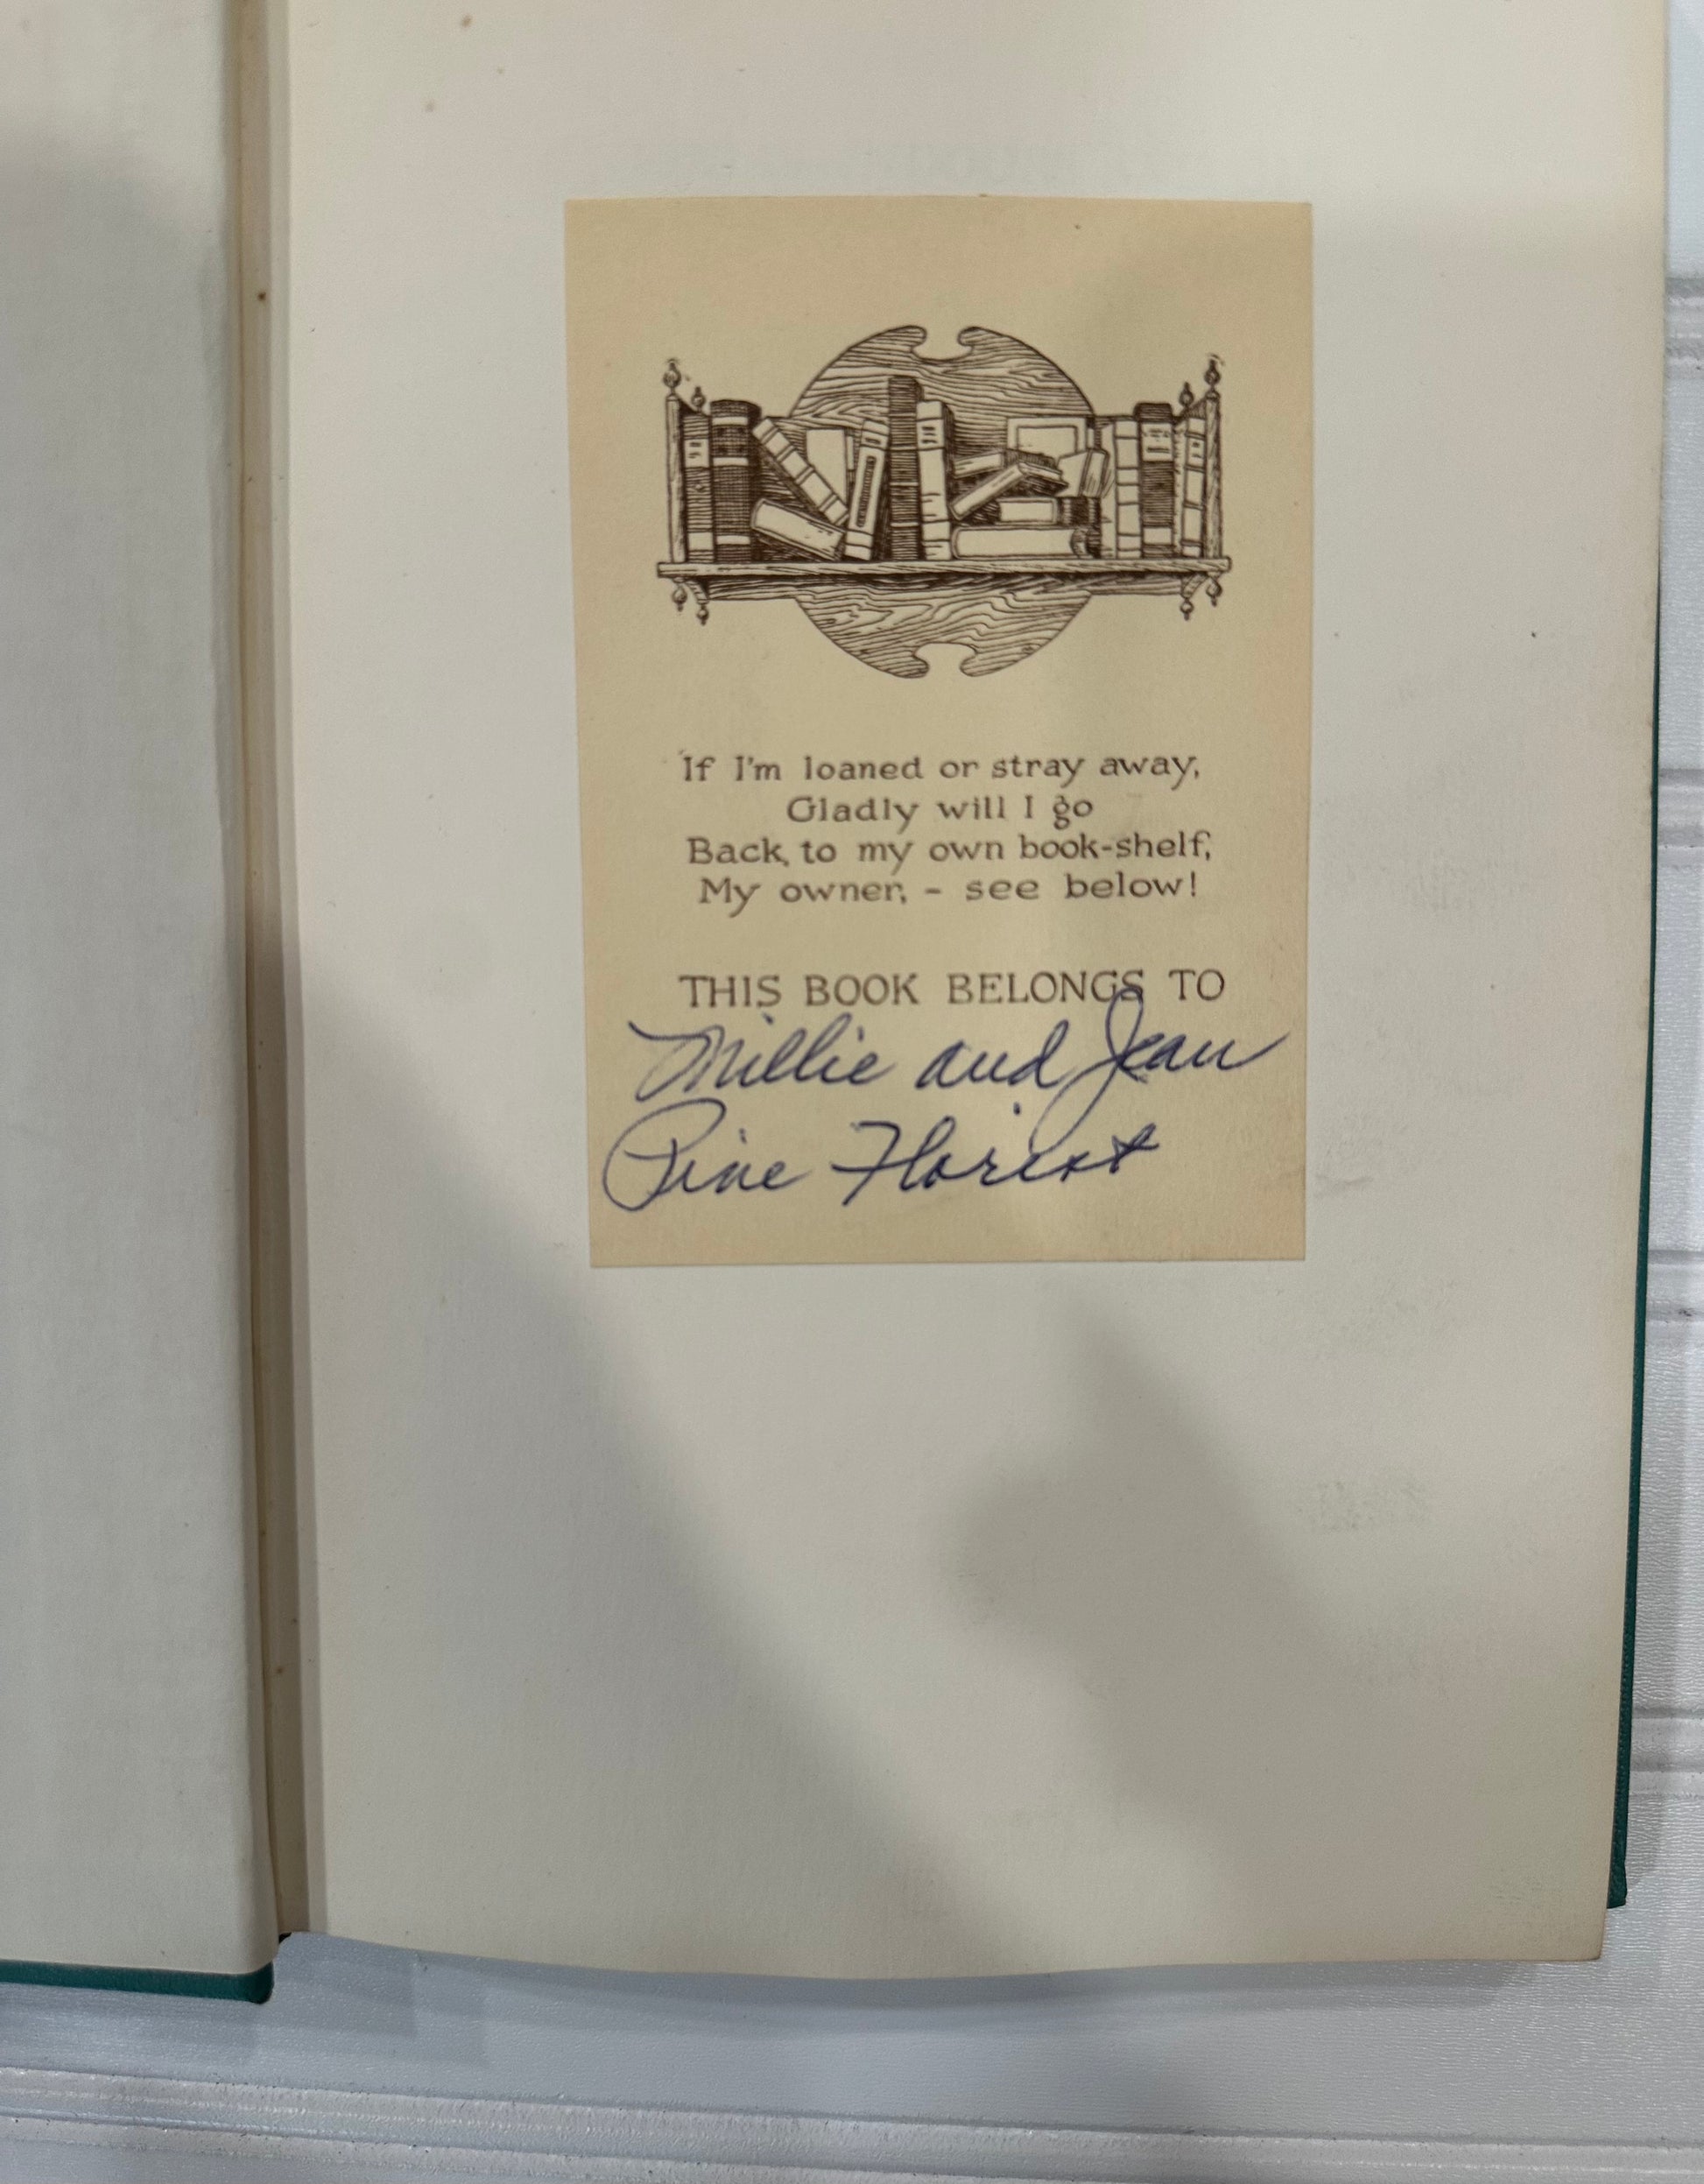 If I'm loaned or stray away,
Gladly will I go
Back, to my own book-shelf,
My owner, - see below!
THIS BOOK BELONGS TO
Millie and Jean
Pine Florist